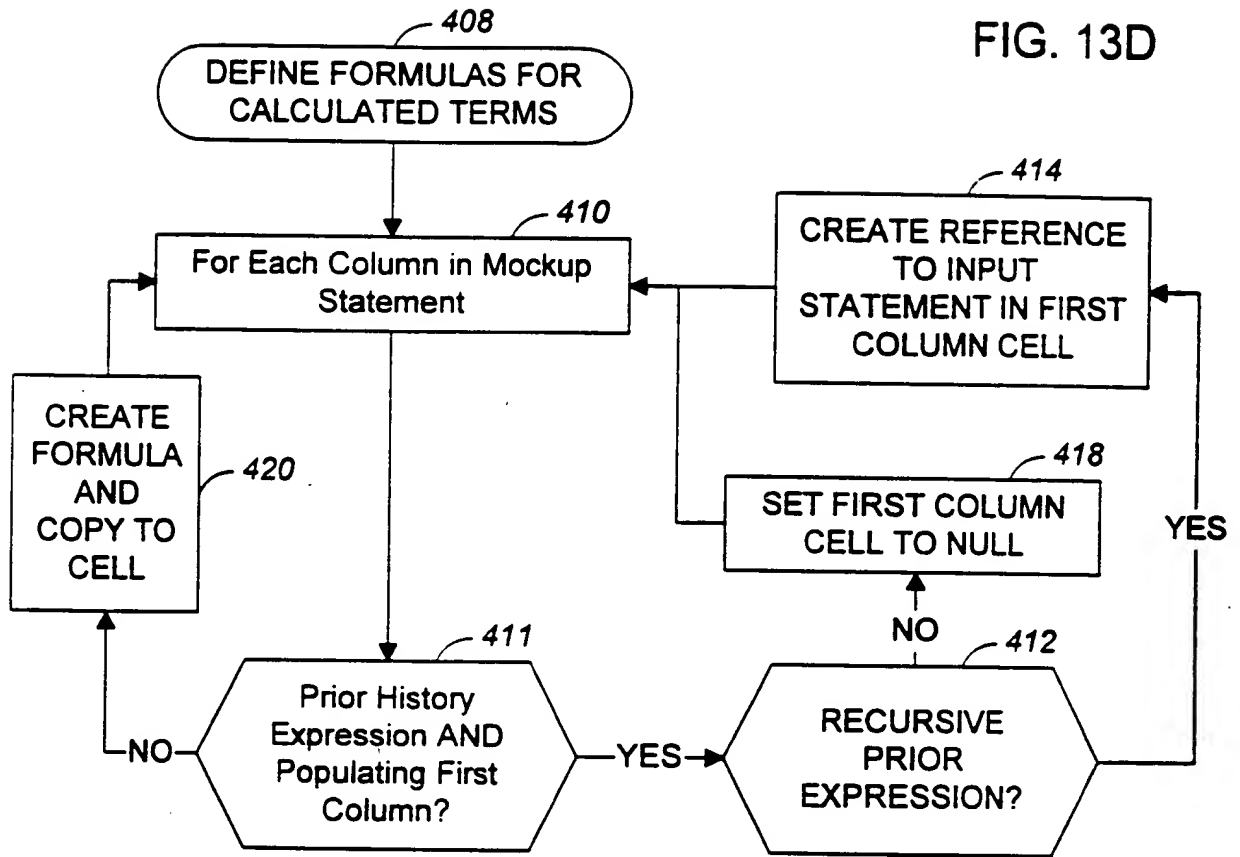 FIG. 13D
408
DEFINE FORMULAS FOR
CALCULATED TERMS
410
For Each Column in Mockup
Statement
414
CREATE REFERENCE
TO INPUT
STATEMENT IN FIRST
COLUMN CELL
CREATE
FORMULA
AND
COPY TO
CELL
420
418
SET FIRST COLUMN
CELL TO NULL
YES
NO
411
Prior History
Expression AND
Populating First
Column?
NO
YES
412
RECURSIVE
PRIOR
EXPRESSION?